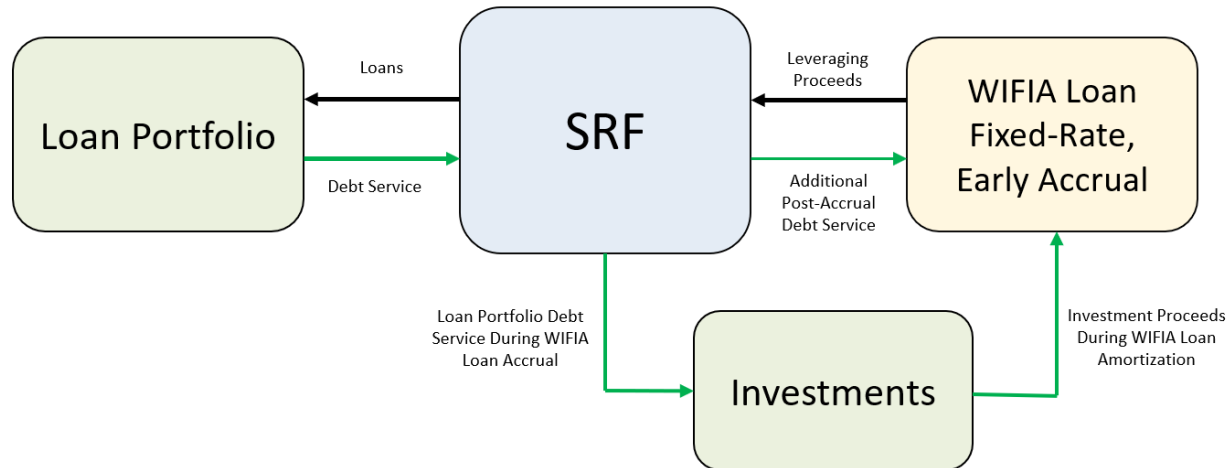 Loan Portfolio
Loans
Debt Service
SRF
Leveraging
Proceeds
Additional
Post-Accrual
Debt Service
WIFIA Loan
Fixed-Rate,
Early Accrual
Loan Portfolio Debt
Service During WIFIA
Loan Accrual
Investments
Investment Proceeds
During WIFIA Loan
Amortization